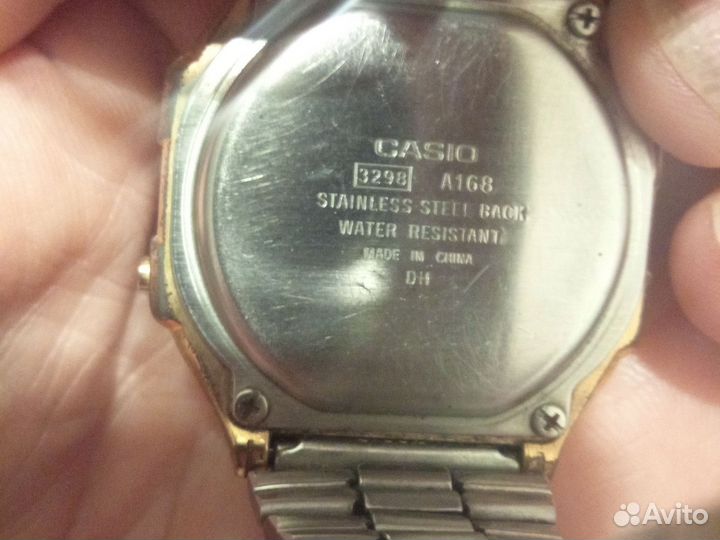 CASIO
3298 A168
STAINLESS STEEL BACK
WATER RESISTANT
MADE IN CHINA
DH
Avito